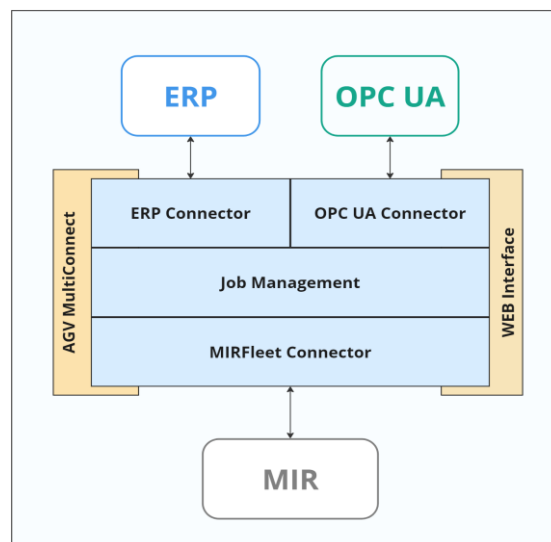 ERP
OPC UA
AGV MultiConnect
ERP Connector
OPC UA Connector
Job Management
MIRFleet Connector
WEB Interface
MIR